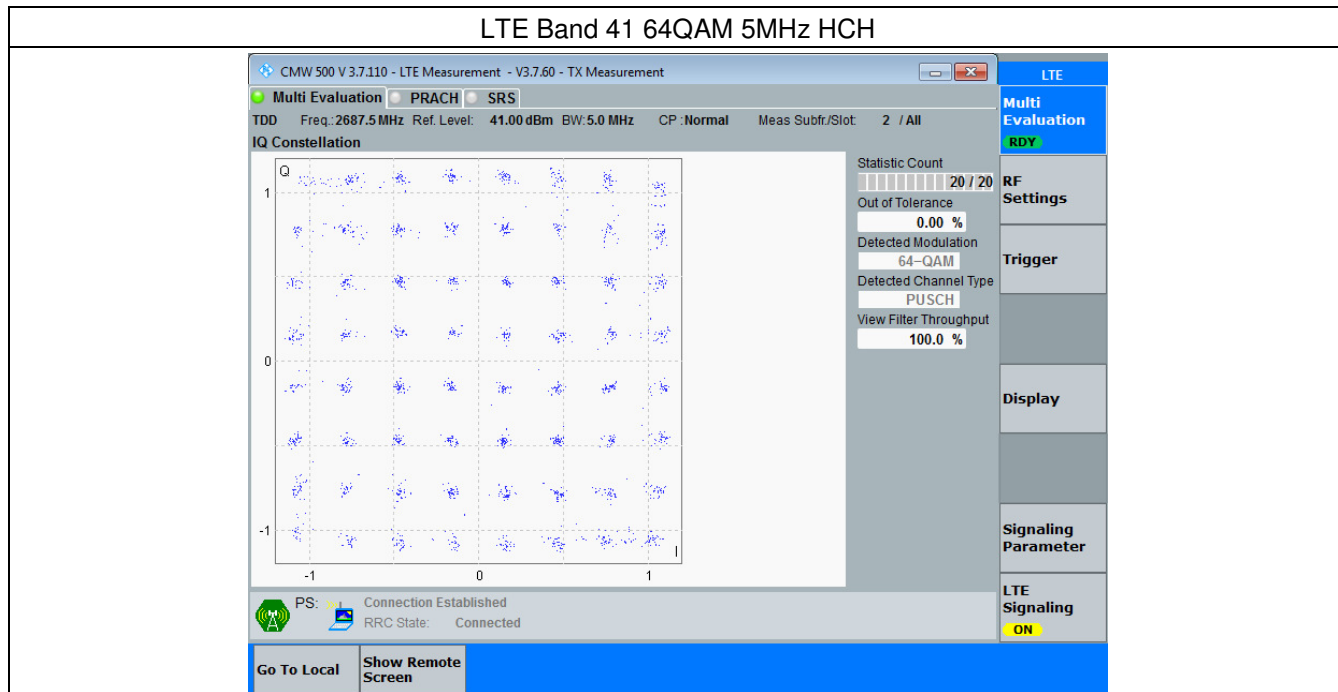 LTE Band 41 64QAM 5MHz HCH
CMW 500 V 3.7.110 - LTE Measurement - V3.7.60 - TX Measurement
LTE
Multi Evaluation PRACH SRS
TDD Freq.: 2687.5 MHz Ref. Level: 41.00 dBm BW: 5.0 MHz CP : Normal Meas Subfr./Slot: 2 / All
IQ Constellation
Q
1
0
-1
-1 0 1
I
Statistic Count
20 / 20
Out of Tolerance
0.00 %
Detected Modulation
64-QAM
Detected Channel Type
PUSCH
View Filter Throughput
100.0 %
Multi
Evaluation
RDY
RF
Settings
Trigger
Display
Signaling
Parameter
LTE
Signaling
ON
PS: Connection Established
RRC State: Connected
Go To Local
Show Remote
Screen